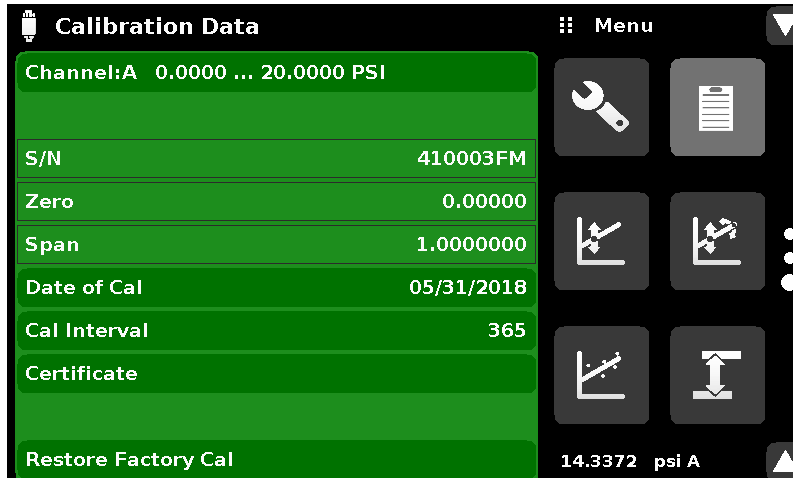 Calibration Data
Channel:A 0.0000 ... 20.0000 PSI
S/N 410003FM
Zero 0.00000
Span 1.0000000
Date of Cal 05/31/2018
Cal Interval 365
Certificate
Restore Factory Cal
Menu
14.3372 psi A